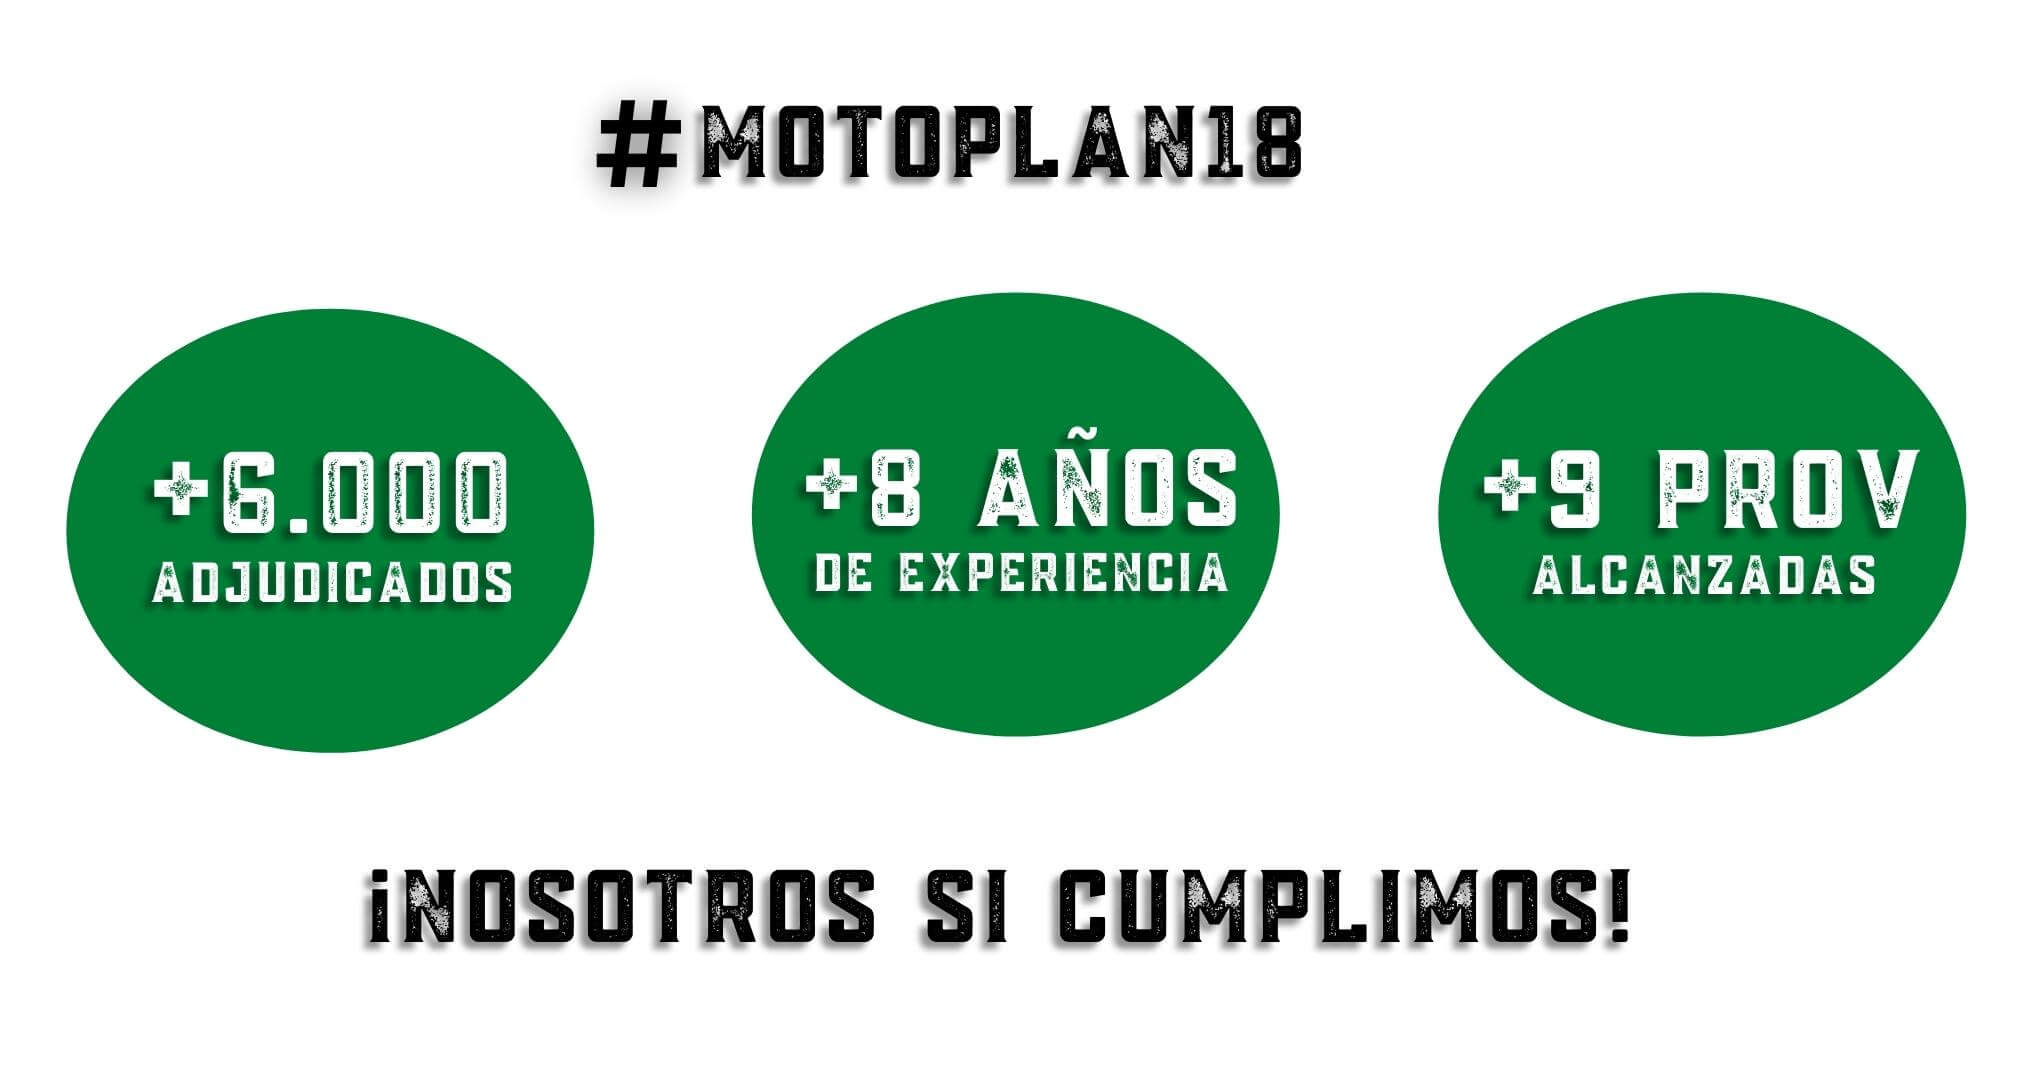 #MOTOPLAN18
+6.000
ADJUDICADOS
+8 AÑOS
DE EXPERIENCIA
+9 PROV
ALCANZADAS
¡NOSOTROS SI CUMPLIMOS!